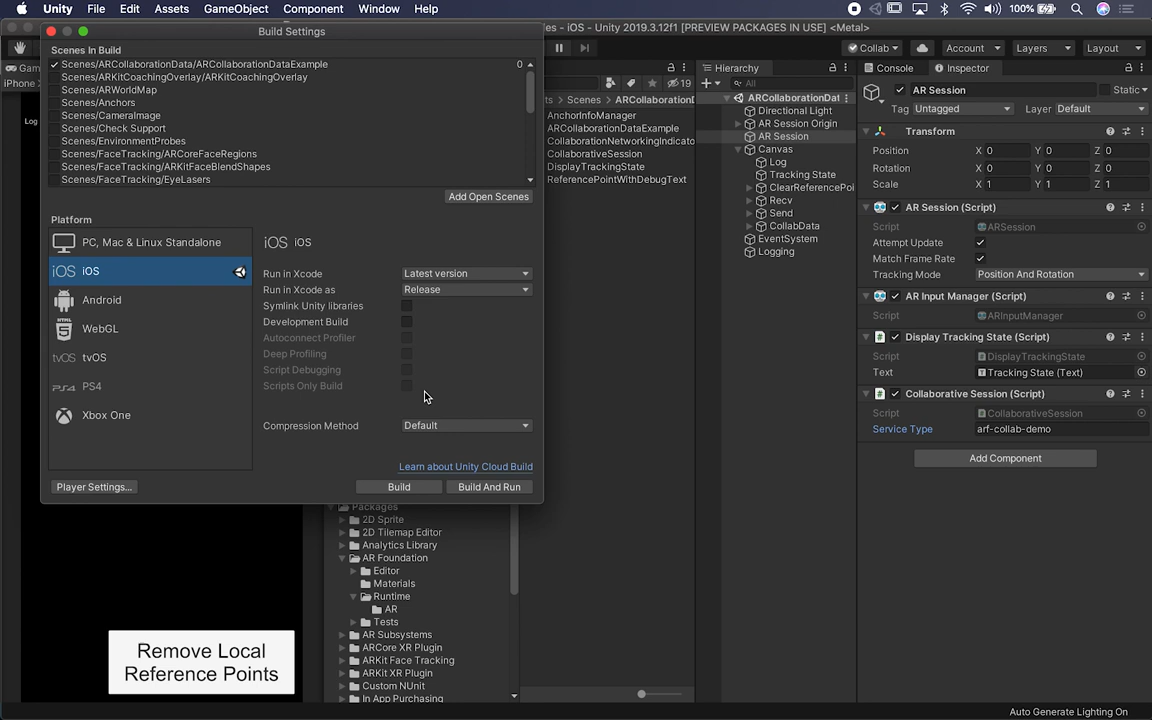 Unity File Edit Assets GameObject Component Window Help 100%
es - iOS - Unity 2019.3.12f1 [PREVIEW PACKAGES IN USE] <Metal>
Collab Account Layers Layout
Build Settings
Scenes In Build
Scenes/ARCollaborationData/ARCollaborationDataExample 0
Scenes/ARKitCoachingOverlay/ARKitCoachingOverlay
Scenes/ARWorldMap
Scenes/Anchors
Scenes/CameraImage
Scenes/Check Support
Scenes/EnvironmentProbes
Scenes/FaceTracking/ARCoreFaceRegions
Scenes/FaceTracking/ARKitFaceBlendShapes
Scenes/FaceTracking/EyeLasers
Add Open Scenes
Platform
PC, Mac & Linux Standalone
iOS iOS
Android
WebGL
tvOS tvOS
PS4 PS4
Xbox One
iOS iOS
Run in Xcode Latest version
Run in Xcode as Release
Symlink Unity libraries
Development Build
Autoconnect Profiler
Deep Profiling
Script Debugging
Scripts Only Build
Compression Method Default
Learn about Unity Cloud Build
Player Settings... Build Build And Run
Gam
iPhone
Log
Remove Local
Reference Points
19
ts Scenes ARCollaborationD
AnchorInfoManager
ARCollaborationDataExample
CollaborationNetworkingIndicato
CollaborativeSession
DisplayTrackingState
ReferencePointWithDebugText
Packages
2D Sprite
2D Tilemap Editor
Analytics Library
AR Foundation
Editor
Materials
Runtime
AR
Tests
AR Subsystems
ARCore XR Plugin
ARKit Face Tracking
ARKit XR Plugin
Custom NUnit
In App Purchasing
Hierarchy
All
ARCollaborationDat
Directional Light
AR Session Origin
AR Session
Canvas
Log
Tracking State
ClearReferencePoi
Recv
Send
CollabData
EventSystem
Logging
Console Inspector
AR Session Static
Tag Untagged Layer Default
Transform
Position X 0 Y 0 Z 0
Rotation X 0 Y 0 Z 0
Scale X 1 Y 1 Z 1
AR Session (Script)
Script ARSession
Attempt Update
Match Frame Rate
Tracking Mode Position And Rotation
AR Input Manager (Script)
Script ARInputManager
Display Tracking State (Script)
Script DisplayTrackingState
Text Tracking State (Text)
Collaborative Session (Script)
Script CollaborativeSession
Service Type arf-collab-demo
Add Component
Auto Generate Lighting On